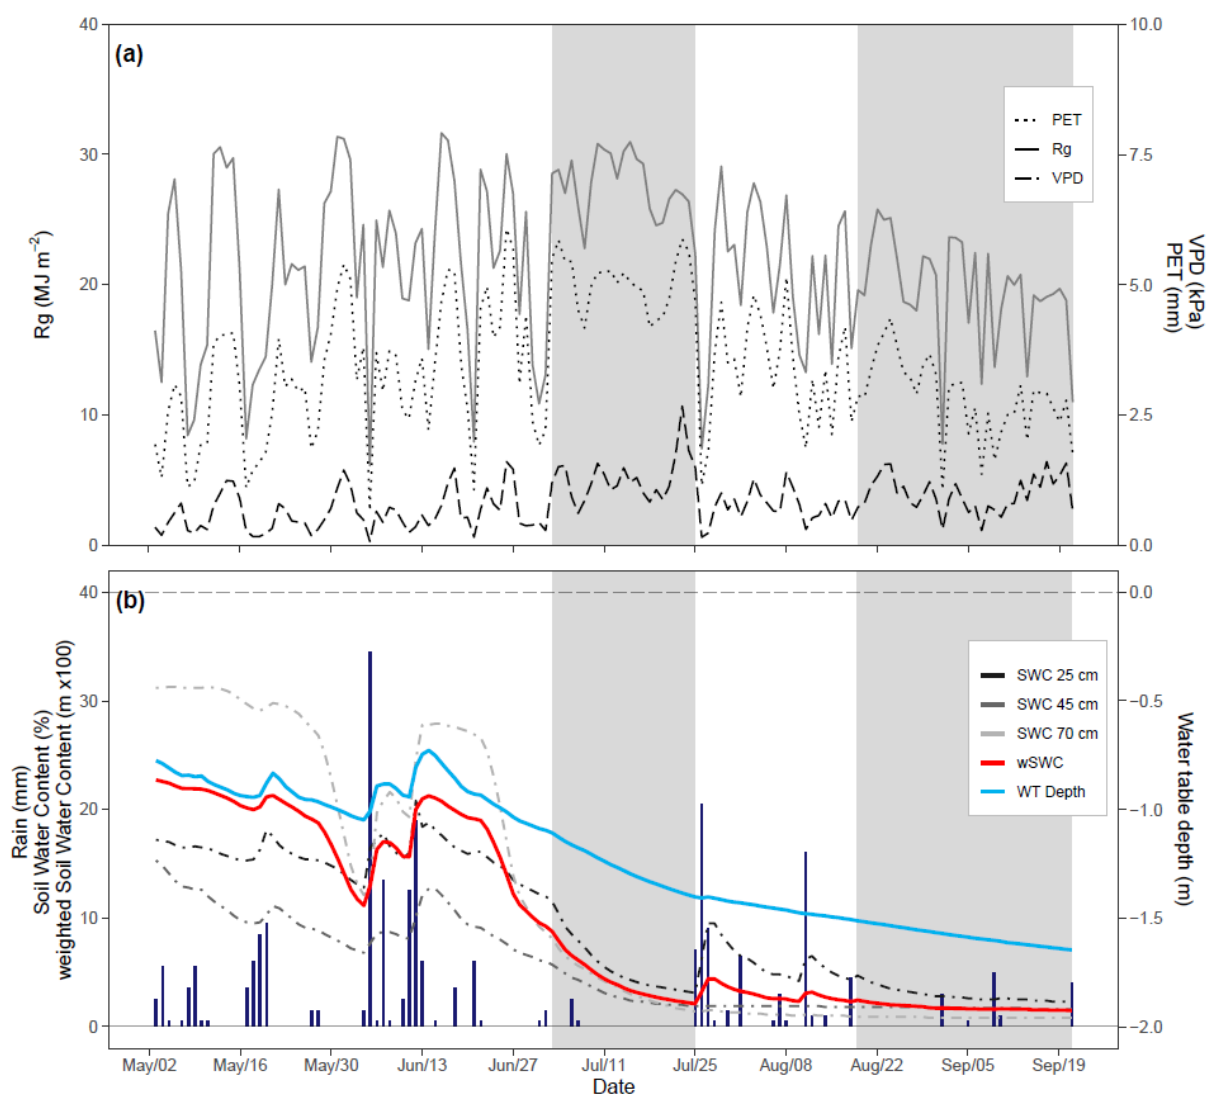 (a)
40
30
20
10
0
Rg (MJ m⁻²)
10.0
7.5
5.0
2.5
0.0
VPD (kPa)
PET (mm)
PET
Rg
VPD
(b)
40
30
20
10
0
Rain (mm)
Soil Water Content (%)
weighted Soil Water Content (m x100)
0.0
−0.5
−1.0
−1.5
−2.0
Water table depth (m)
SWC 25 cm
SWC 45 cm
SWC 70 cm
wSWC
WT Depth
May/02 May/16 May/30 Jun/13 Jun/27 Jul/11 Jul/25 Aug/08 Aug/22 Sep/05 Sep/19
Date